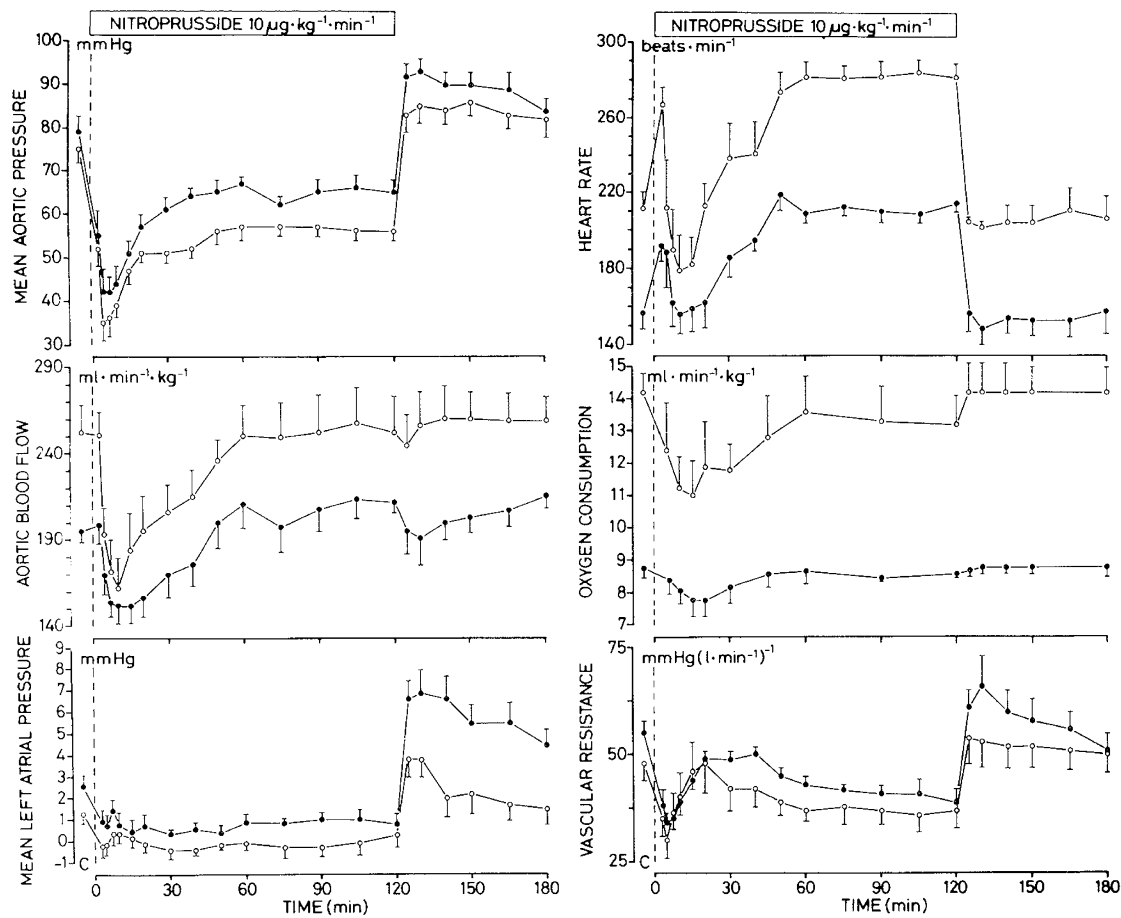 NITROPRUSSIDE 10 µg·kg⁻¹·min⁻¹
mmHg
100
90
80
70
60
50
40
30
MEAN AORTIC PRESSURE
ml·min⁻¹·kg⁻¹
290
240
190
140
AORTIC BLOOD FLOW
mmHg
9
8
7
6
5
4
3
2
1
0
-1
MEAN LEFT ATRIAL PRESSURE
C
0 30 60 90 120 150 180
TIME (min)
NITROPRUSSIDE 10 µg·kg⁻¹·min⁻¹
beats·min⁻¹
300
260
220
180
140
HEART RATE
ml·min⁻¹·kg⁻¹
15
14
13
12
11
10
9
8
7
OXYGEN CONSUMPTION
mmHg(l·min⁻¹)⁻¹
75
50
25
VASCULAR RESISTANCE
C
0 30 60 90 120 150 180
TIME (min)